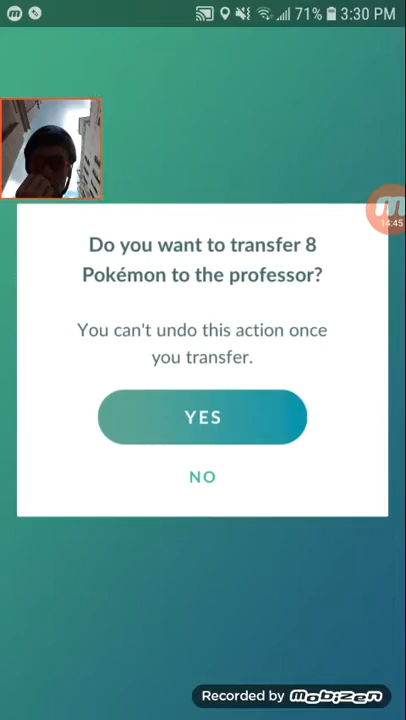 71% 3:30 PM
14:45
Do you want to transfer 8
Pokémon to the professor?
You can't undo this action once
you transfer.
YES
NO
Recorded by Mobizen